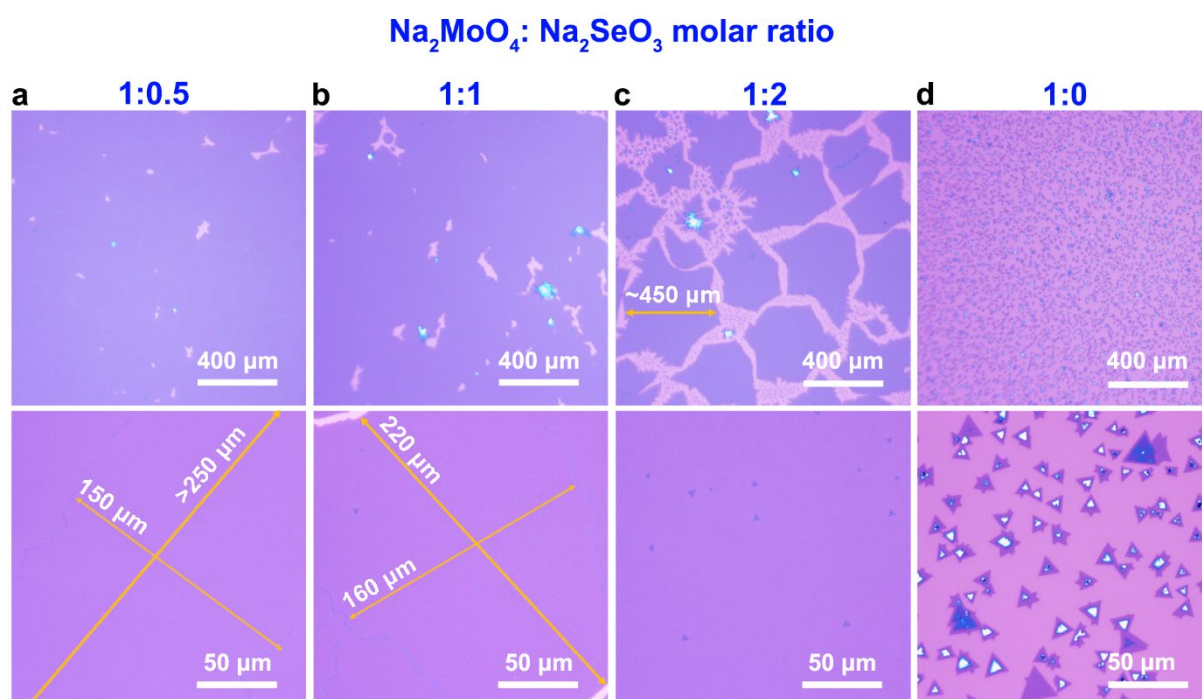 Na₂MoO₄: Na₂SeO₃ molar ratio
a 1:0.5 b 1:1 c 1:2 d 1:0
~450 µm
400 µm 400 µm 400 µm 400 µm
>250 µm
150 µm
220 µm
160 µm
50 µm 50 µm 50 µm 50 µm